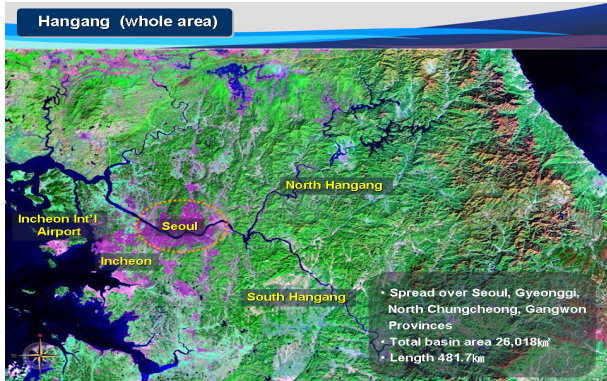 Hangang (whole area)
North Hangang
Incheon Int'l
Airport
Seoul
Incheon
South Hangang
• Spread over Seoul, Gyeonggi,
North Chungcheong, Gangwon
Provinces
• Total basin area 26,018㎢
• Length 481.7㎞